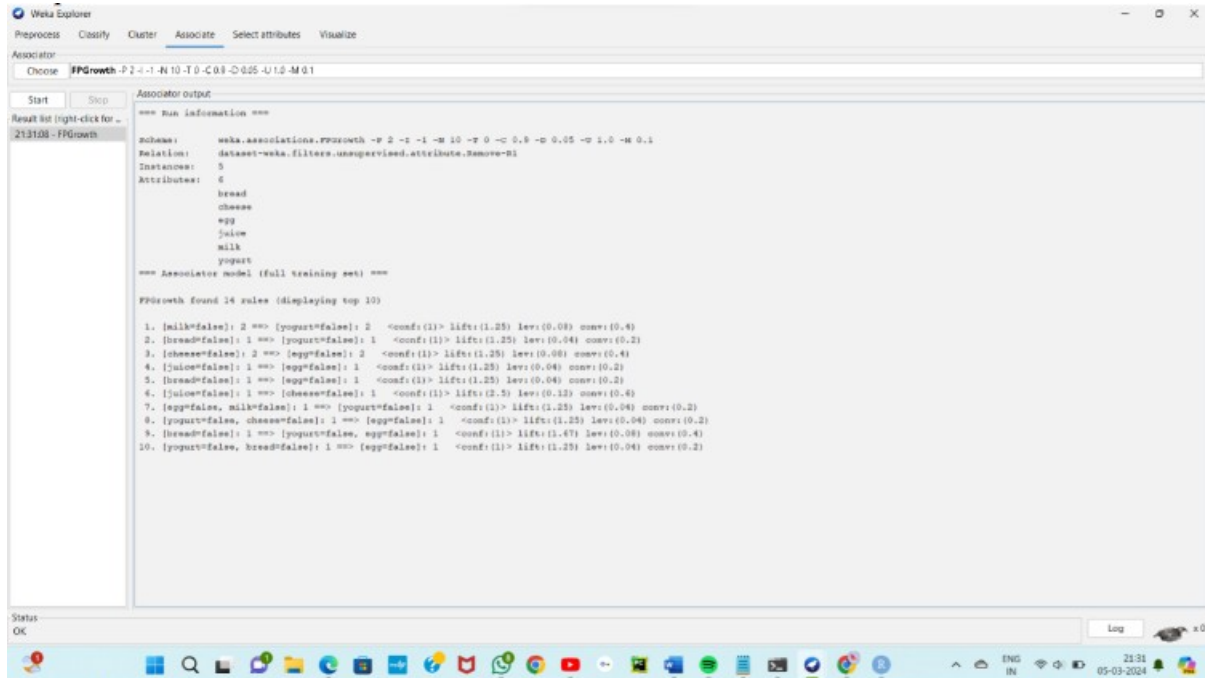 Weka Explorer
Preprocess Classify Cluster Associate Select attributes Visualize
Associator
Choose FPGrowth -P 2 -I -1 -N 10 -T 0 -C 0.9 -D 0.05 -U 1.0 -M 0.1
Start Stop
Associator output
Result list (right-click for ...
21:31:08 - FPGrowth
=== Run information ===
Scheme: weka.associations.FPGrowth -P 2 -I -1 -N 10 -T 0 -C 0.9 -D 0.05 -U 1.0 -M 0.1
Relation: dataset-weka.filters.unsupervised.attribute.Remove-R1
Instances: 5
Attributes: 6
bread
cheese
egg
juice
milk
yogurt
=== Associator model (full training set) ===
FPGrowth found 14 rules (displaying top 10)
1. [milk=false]: 2 ==> [yogurt=false]: 2 <conf:(1)> lift:(1.25) lev:(0.08) conv:(0.4)
2. [bread=false]: 1 ==> [yogurt=false]: 1 <conf:(1)> lift:(1.25) lev:(0.04) conv:(0.2)
3. [cheese=false]: 2 ==> [egg=false]: 2 <conf:(1)> lift:(1.25) lev:(0.08) conv:(0.4)
4. [juice=false]: 1 ==> [egg=false]: 1 <conf:(1)> lift:(1.25) lev:(0.04) conv:(0.2)
5. [bread=false]: 1 ==> [egg=false]: 1 <conf:(1)> lift:(1.25) lev:(0.04) conv:(0.2)
6. [juice=false]: 1 ==> [cheese=false]: 1 <conf:(1)> lift:(2.5) lev:(0.12) conv:(0.6)
7. [egg=false, milk=false]: 1 ==> [yogurt=false]: 1 <conf:(1)> lift:(1.25) lev:(0.04) conv:(0.2)
8. [yogurt=false, cheese=false]: 1 ==> [egg=false]: 1 <conf:(1)> lift:(1.25) lev:(0.04) conv:(0.2)
9. [bread=false]: 1 ==> [yogurt=false, egg=false]: 1 <conf:(1)> lift:(1.67) lev:(0.08) conv:(0.4)
10. [yogurt=false, bread=false]: 1 ==> [egg=false]: 1 <conf:(1)> lift:(1.25) lev:(0.04) conv:(0.2)
Status
OK
Log x 0
ENG 21:31
IN 05-03-2024